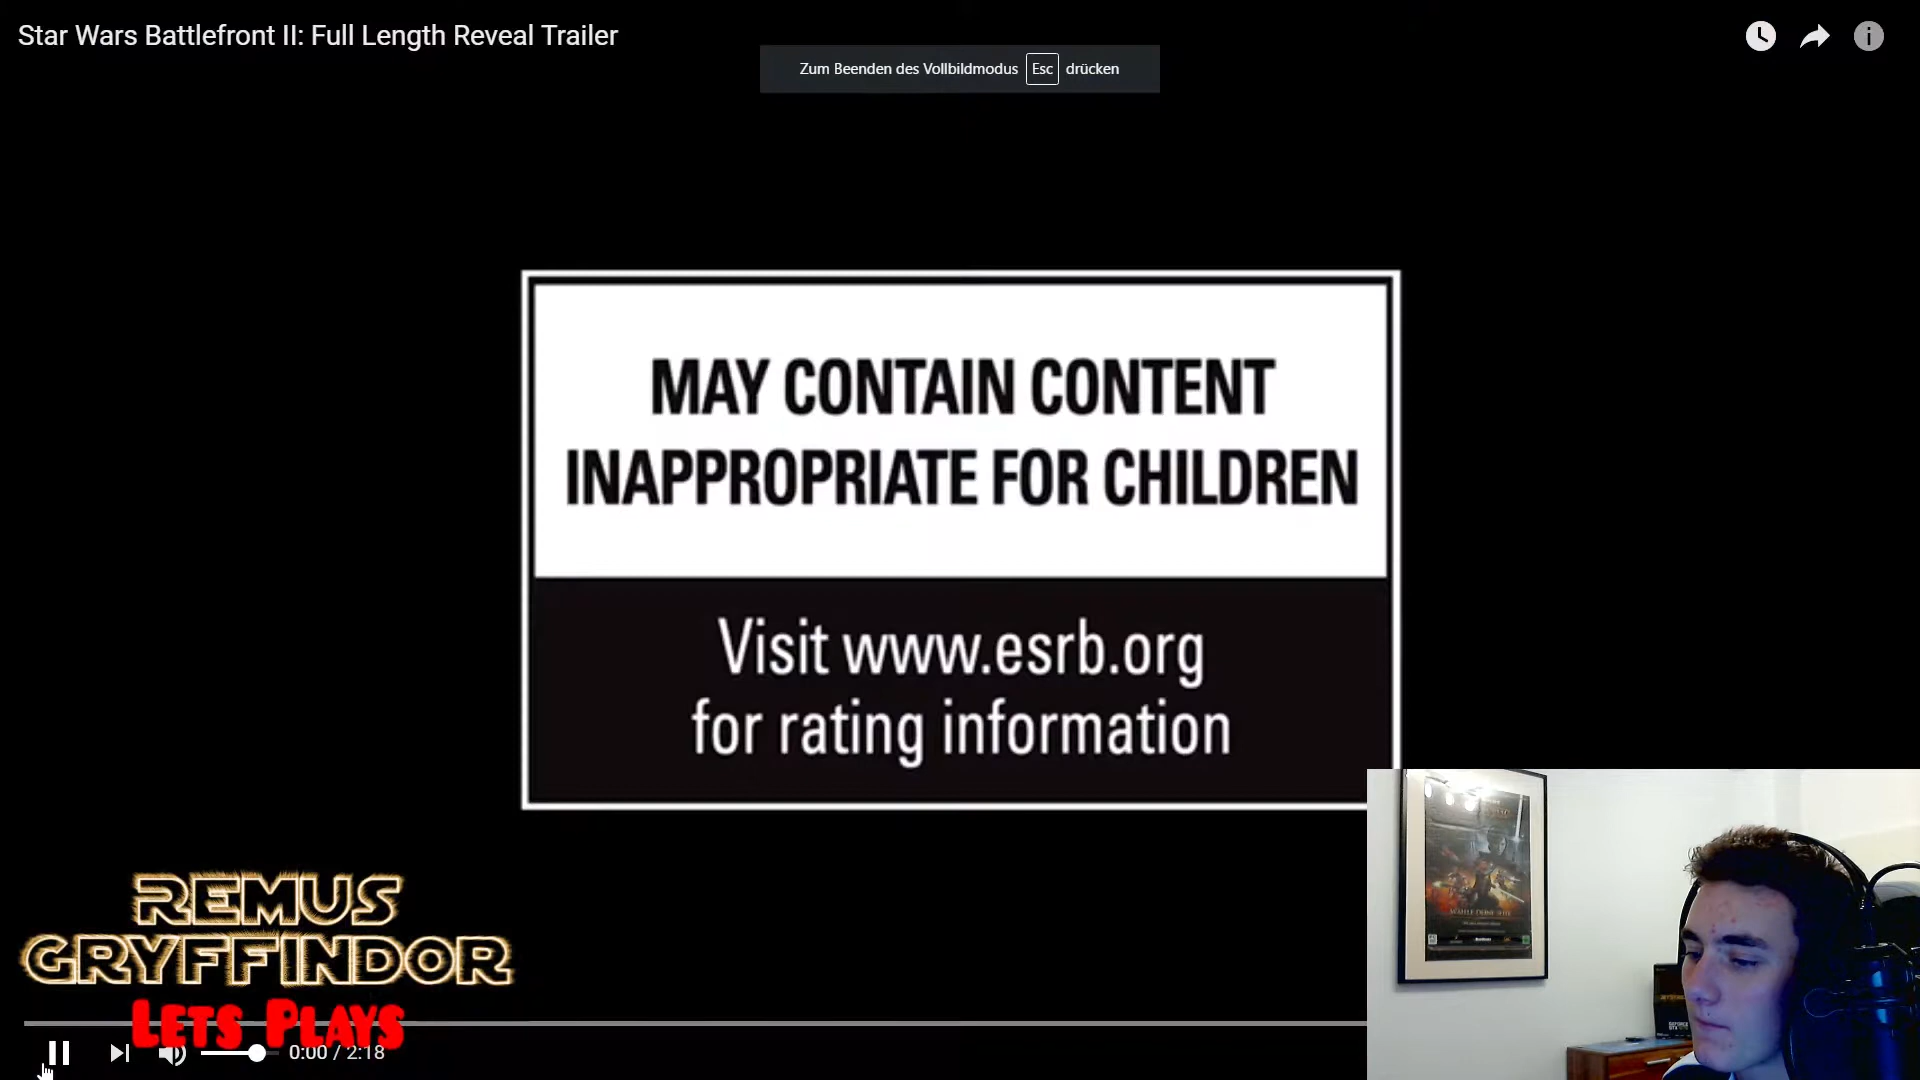 Star Wars Battlefront II: Full Length Reveal Trailer
Zum Beenden des Vollbildmodus Esc drücken
MAY CONTAIN CONTENT
INAPPROPRIATE FOR CHILDREN
Visit www.esrb.org
for rating information
REMUS
GRYFFINDOR
LETS PLAYS
0:00 / 2:18